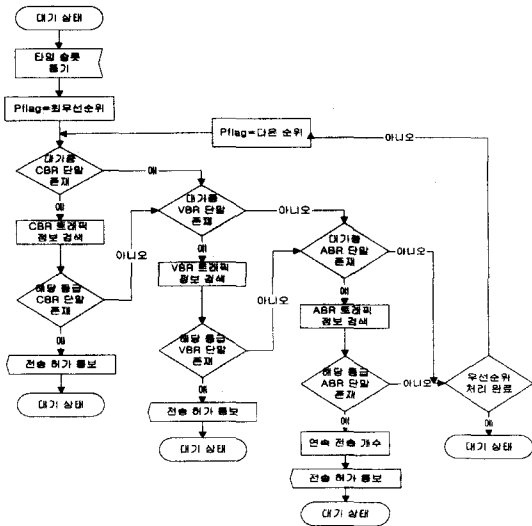 대기 상태
타임 슬롯
동기
Pflag=최우선순위
Pflag=다음 순위
아니오
대기중
CBR 단말
존재
예
예
CBR 트래픽
정보 검색
해당 등급
CBR 단말
존재
아니오
예
전송 허가 통보
대기 상태
대기중
VBR 단말
존재
아니오
예
VBR 트래픽
정보 검색
해당 등급
VBR 단말
존재
아니오
예
전송 허가 통보
대기 상태
대기중
ABR 단말
존재
아니오
예
ABR 트래픽
정보 검색
해당 등급
ABR 단말
존재
아니오
예
연속 전송 개수
전송 허가 통보
대기 상태
우선순위
처리 완료
예
대기 상태